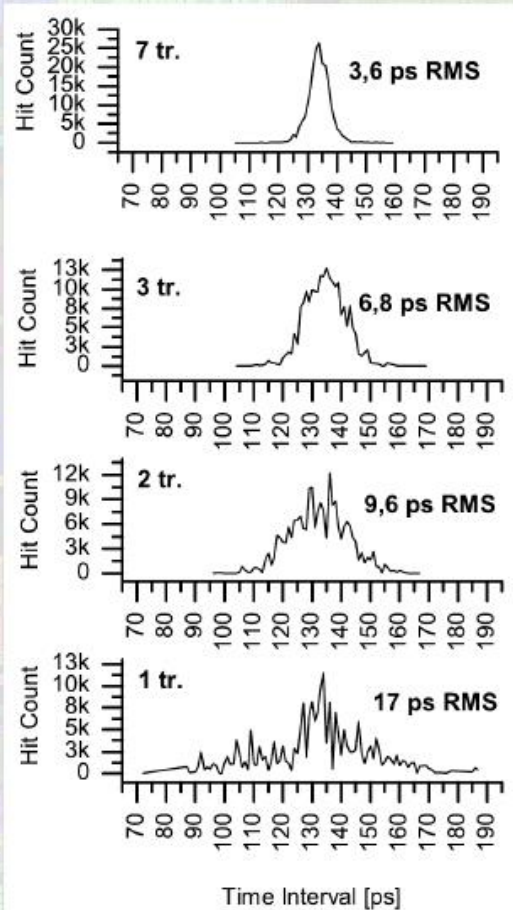 30k
25k
20k
15k
10k
5k
0
Hit Count
7 tr.
3,6 ps RMS
70 80 90 100 110 120 130 140 150 160 170 180 190
13k
10k
8k
5k
3k
0
Hit Count
3 tr.
6,8 ps RMS
70 80 90 100 110 120 130 140 150 160 170 180 190
12k
9k
6k
3k
0
Hit Count
2 tr.
9,6 ps RMS
70 80 90 100 110 120 130 140 150 160 170 180 190
13k
10k
8k
5k
3k
0
Hit Count
1 tr.
17 ps RMS
70 80 90 100 110 120 130 140 150 160 170 180 190
Time Interval [ps]